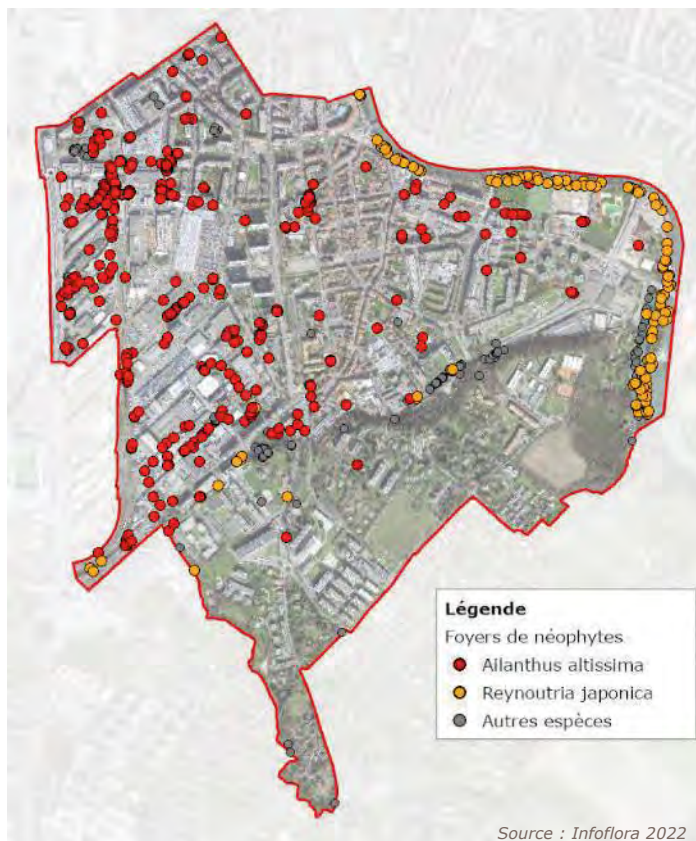 Légende
Foyers de néophytes
Ailanthus altissima
Reynoutria japonica
Autres espèces
Source : Infoflora 2022